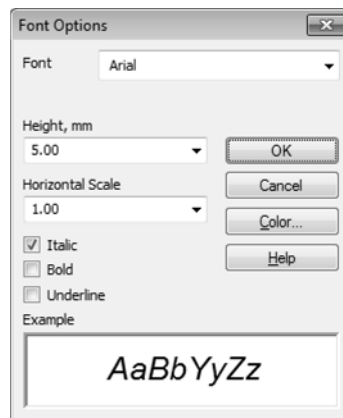 Font Options
Font Arial
Height, mm
5.00
OK
Horizontal Scale
Cancel
1.00
Color...
Italic
Help
Bold
Underline
Example
AaBbYyZz